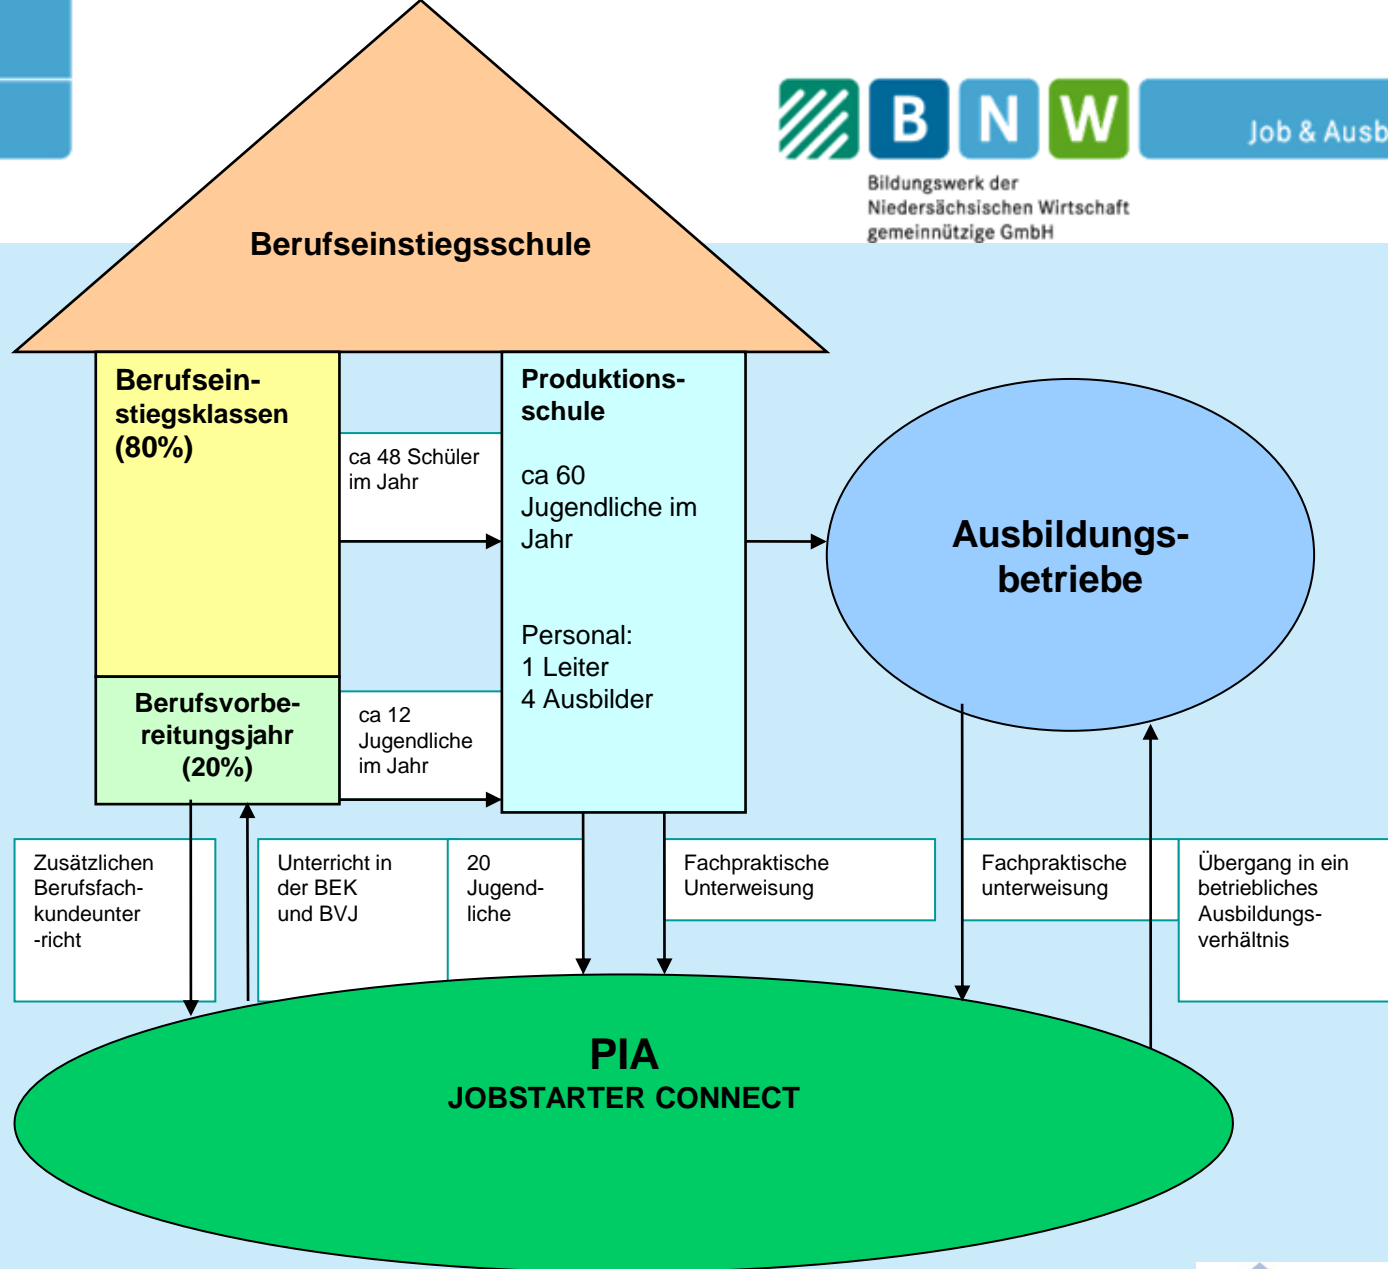 B N W
Job & Ausb
Bildungswerk der
Niedersächsischen Wirtschaft
gemeinnützige GmbH
Berufseinstiegsschule
Berufsein-
stiegsklassen
(80%)
ca 48 Schüler
im Jahr
Produktions-
schule
ca 60
Jugendliche im
Jahr
Personal:
1 Leiter
4 Ausbilder
Ausbildungs-
betriebe
Berufsvorbe-
reitungsjahr
(20%)
ca 12
Jugendliche
im Jahr
Zusätzlichen
Berufsfach-
kundeunter
-richt
Unterricht in
der BEK
und BVJ
20
Jugend-
liche
Fachpraktische
Unterweisung
Fachpraktische
unterweisung
Übergang in ein
betriebliches
Ausbildungs-
verhältnis
PIA
JOBSTARTER CONNECT